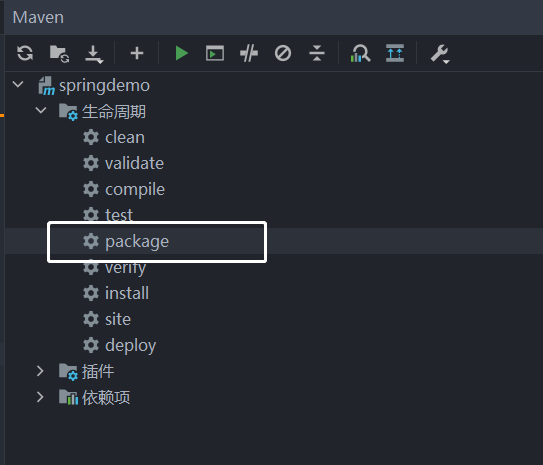 Maven
springdemo
生命周期
clean
validate
compile
test
package
verify
install
site
deploy
插件
依赖项